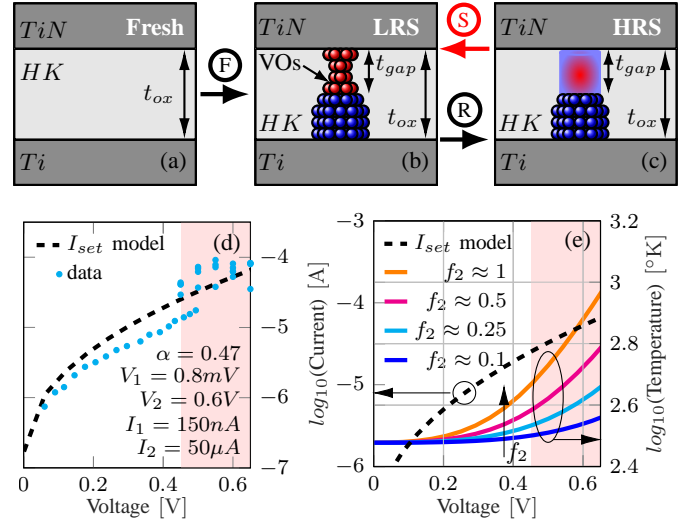 TiN Fresh
HK
t_ox
Ti (a)
F
TiN LRS
VOs
t_gap
HK
t_ox
Ti (b)
S
R
TiN HRS
t_gap
HK
t_ox
Ti (c)
(d)
I_set model
data
α = 0.47
V_1 = 0.8mV
V_2 = 0.6V
I_1 = 150nA
I_2 = 50μA
−4
−5
−6
−7
0 0.2 0.4 0.6
Voltage [V]
(e)
I_set model
f_2 ≈ 1
f_2 ≈ 0.5
f_2 ≈ 0.25
f_2 ≈ 0.1
f_2
log_10(Current) [A]
−3
−4
−5
−6
log_10(Temperature) [°K]
3.2
3
2.8
2.6
2.4
0 0.2 0.4 0.6
Voltage [V]